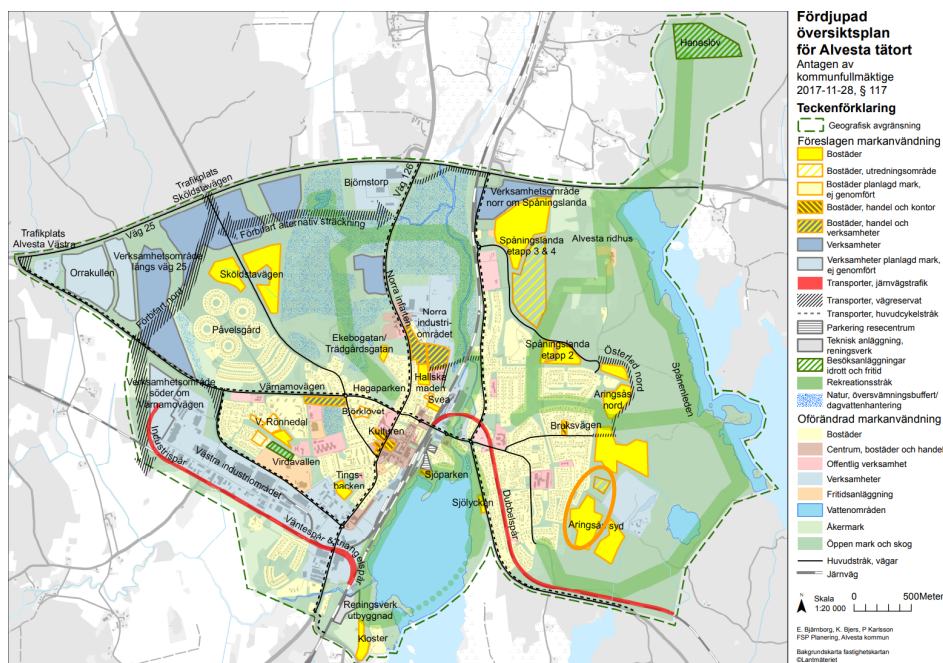 Fördjupad
översiktsplan
för Alvesta tätort
Antagen av
kommunfullmäktige
2017-11-28, § 117
Teckenförklaring
Geografisk avgränsning
Föreslagen markanvändning
Bostäder
Bostäder, utredningsområde
Bostäder planlagd mark,
ej genomfört
Bostäder, handel och kontor
Bostäder, handel och
verksamheter
Verksamheter
Verksamheter planlagd mark,
ej genomfört
Transporter, järnvägstrafik
Transporter, vägreservat
Transporter, huvudcykelstråk
Parkering resecentrum
Teknisk anläggning,
reningsverk
Besöksanläggningar
idrott och fritid
Rekreationsstråk
Natur, översvämningsbuffert/
dagvattenhantering
Oförändrad markanvändning
Bostäder
Centrum, bostäder och handel
Offentlig verksamhet
Verksamheter
Fritidsanläggning
Vattenområden
Åkermark
Öppen mark och skog
Huvudstråk, vägar
Järnväg
N
Skala
1:20 000
0 500 Meter
E. Bjärnborg, K. Bjers, P Karlsson
FSP Planering, Alvesta kommun
Bakgrundskarta fastighetskartan
©Lantmäteriet
Hanaslöv
Trafikplats
Sköldstavägen
Väg 126
Björnstorp
Verksamhetsområde
norr om Spåningslanda
Trafikplats
Alvesta Västra
Väg 25
Förbifart alternativ sträckning
Spåningslanda
etapp 3 & 4
Alvesta ridhus
Orrakullen
Verksamhetsområde
längs väg 25
Sköldstavägen
Förbifart nord
Norra infarten
Norra
industri-
området
Påvelsgård
Ekebogatan/
Trädgårdsgatan
Spåningslanda
etapp 2
Österled nord
Spånenleden
Verksamhetsområde
söder om
Värnamovägen
Värnamovägen
Hagaparken
Hallska
maden
Svea
Aringsås
nord
Björklövet
Bruksvägen
V. Rönnedal
Kulturen
Industrispår
Virdavallen
Västra industriområdet
Tings-
backen
Sjöparken
Sjölyckan
Dubbelspår
Aringsås syd
Växtespår & triangelspår
Reningsverk
utbyggnad
Kloster